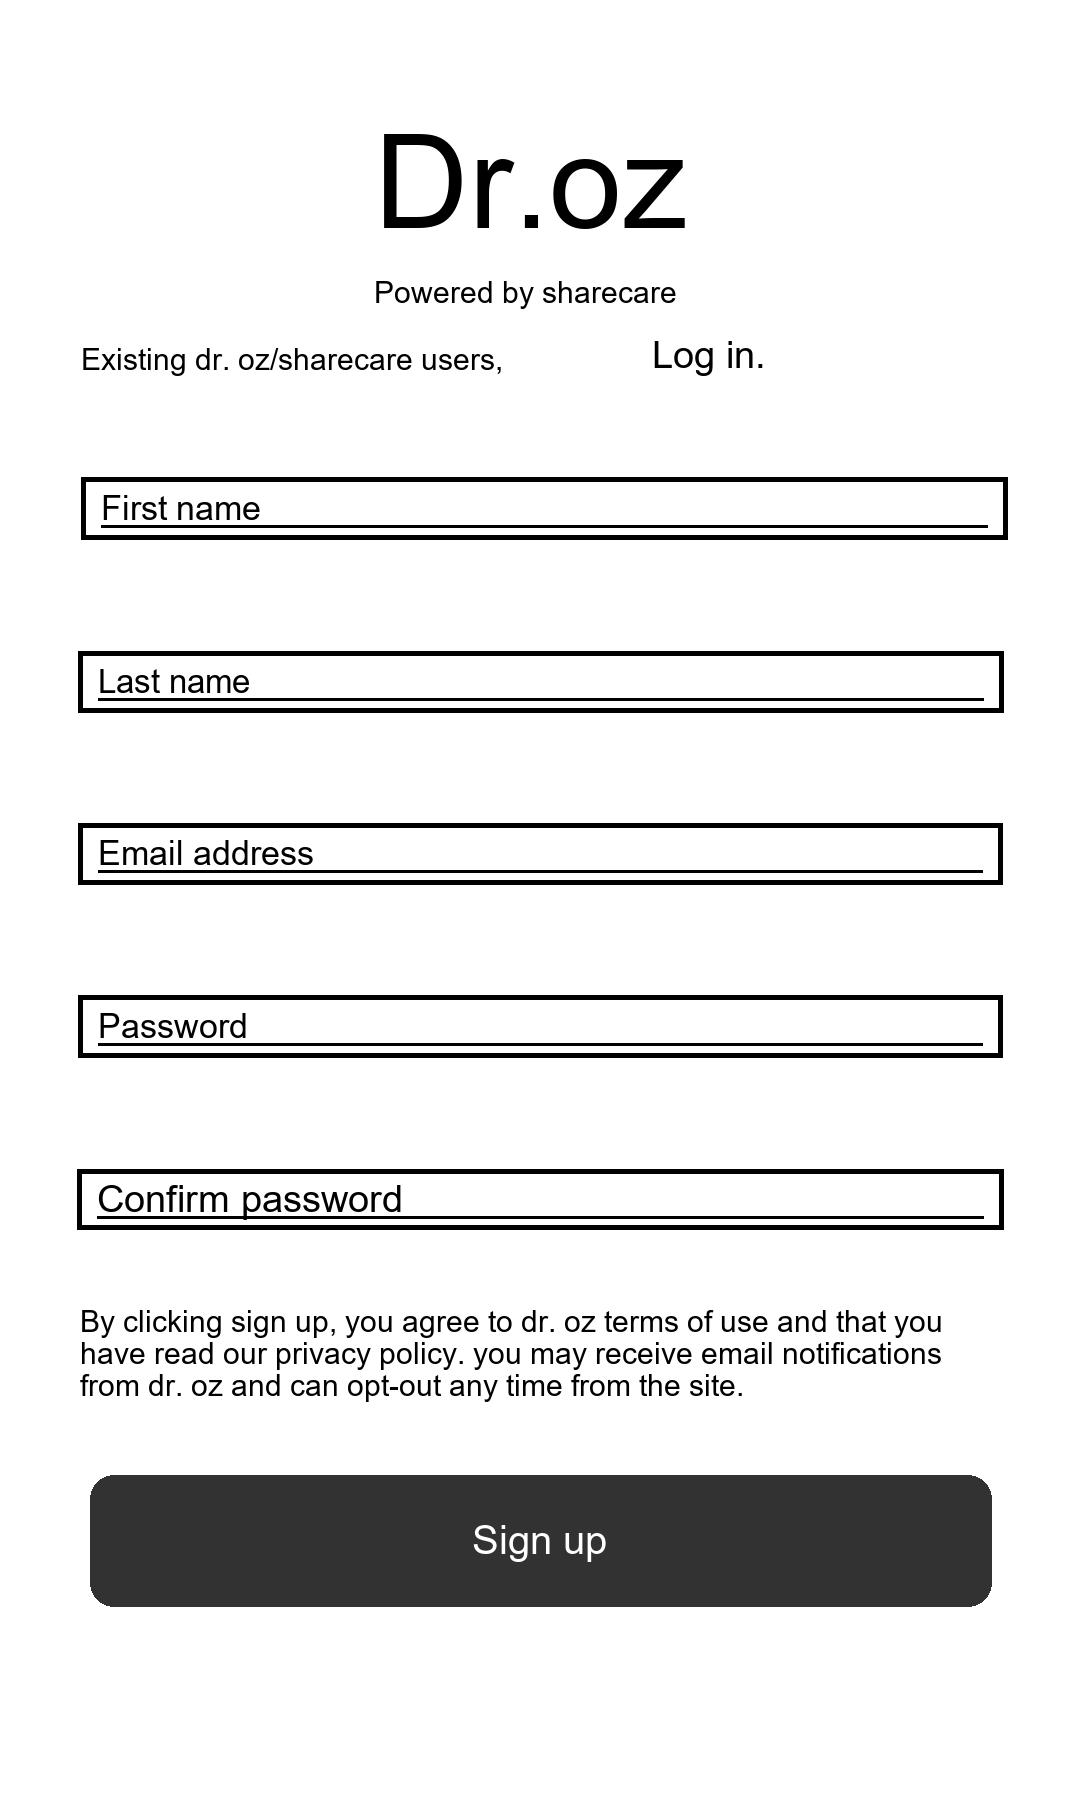 Dr.oz
Powered by sharecare
Existing dr. oz/sharecare users, Log in.
First name
Last name
Email address
Password
Confirm password
By clicking sign up, you agree to dr. oz terms of use and that you
have read our privacy policy. you may receive email notifications
from dr. oz and can opt-out any time from the site.
Sign up